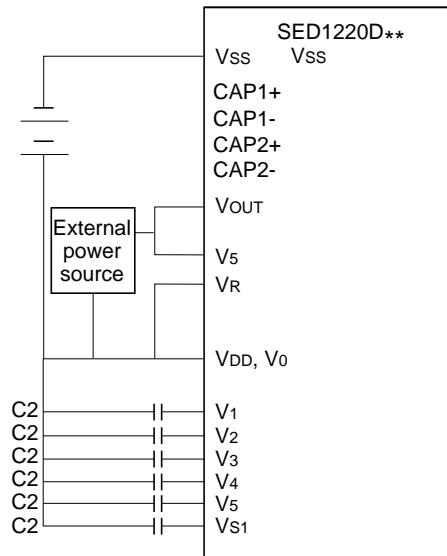 SED1220D**
VSS VSS
CAP1+
CAP1-
CAP2+
CAP2-
VOUT
External
power
source
V5
VR
VDD, V0
C2 V1
C2 V2
C2 V3
C2 V4
C2 V5
C2 VS1